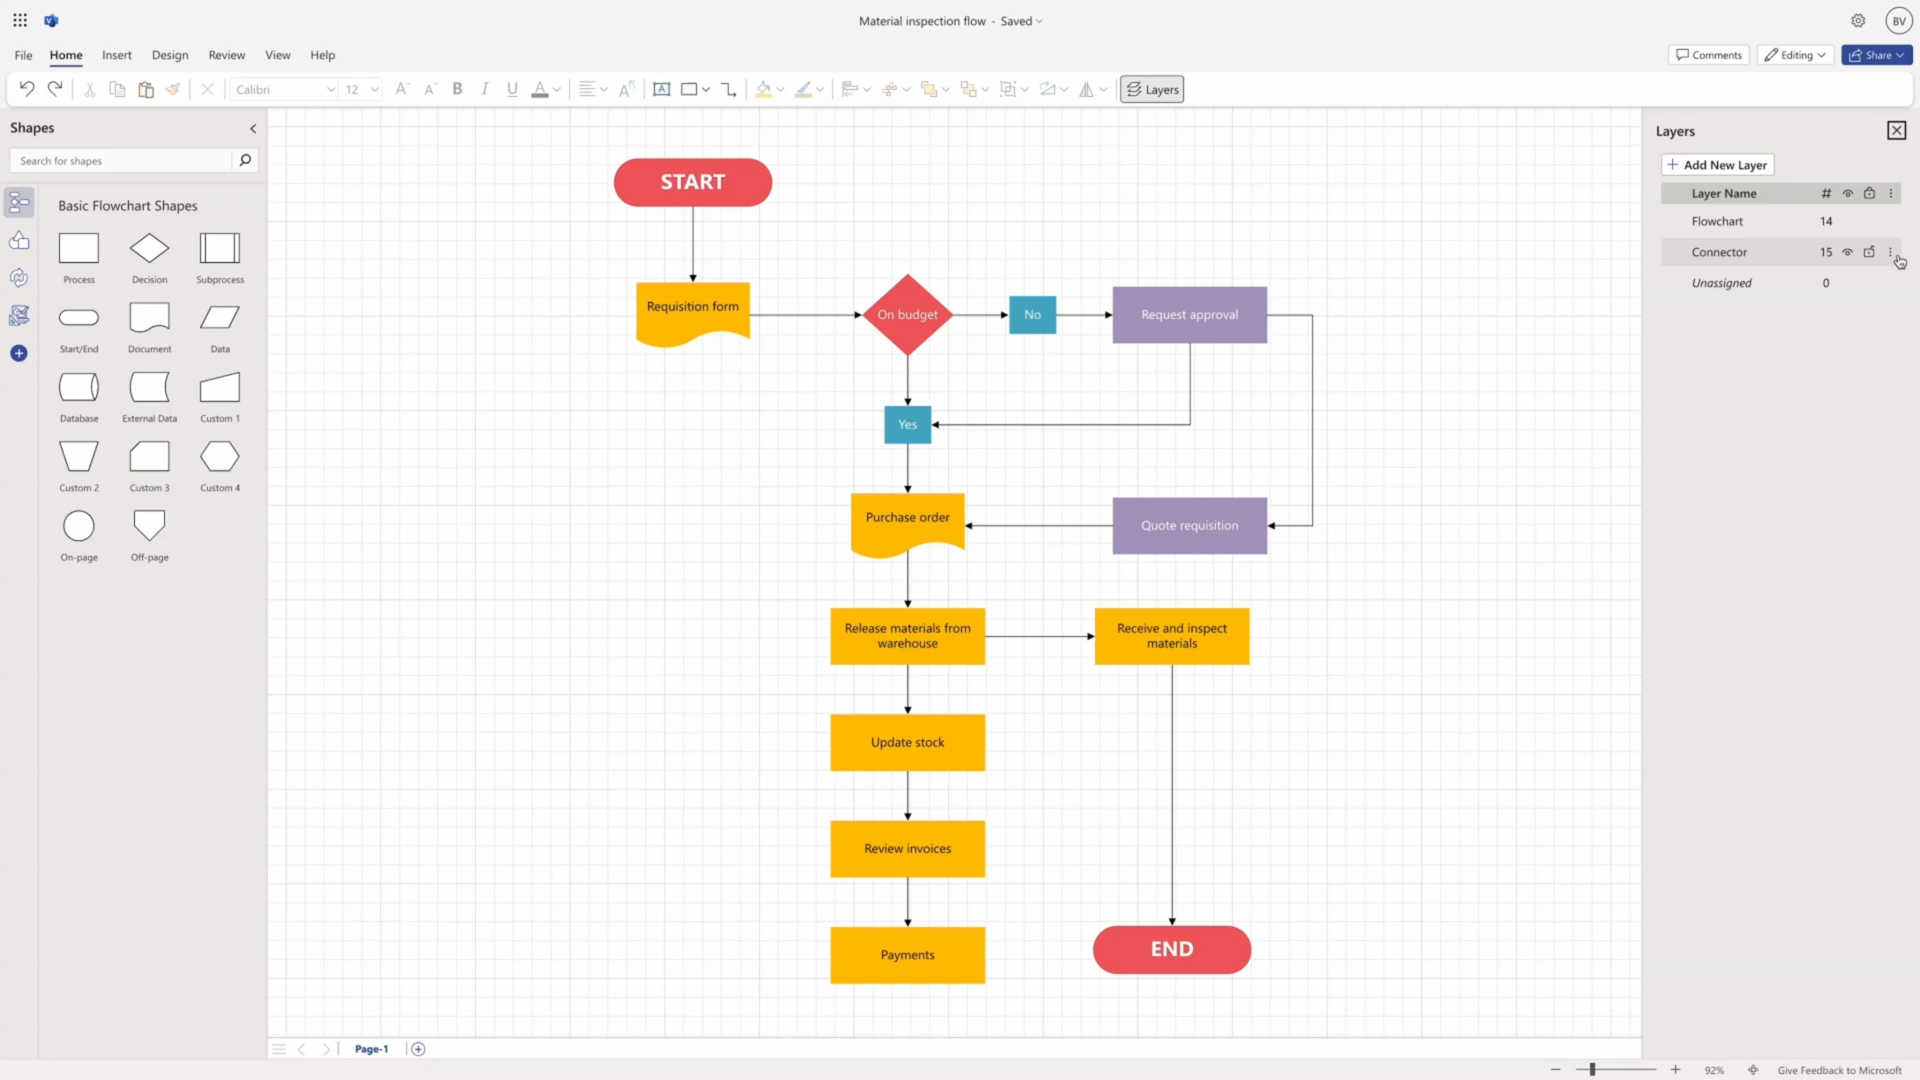 Material inspection flow - Saved
BV
File Home Insert Design Review View Help
Comments Editing Share
Calibri 12 A A B I U A A Layers
Shapes
Search for shapes
Basic Flowchart Shapes
Process Decision Subprocess
Start/End Document Data
Database External Data Custom 1
Custom 2 Custom 3 Custom 4
On-page Off-page
START
Requisition form
On budget
No
Request approval
Yes
Purchase order
Quote requisition
Release materials from
warehouse
Receive and inspect
materials
Update stock
Review invoices
Payments
END
Layers
+ Add New Layer
Layer Name #
Flowchart 14
Connector 15
Unassigned 0
Page-1
92% Give Feedback to Microsoft